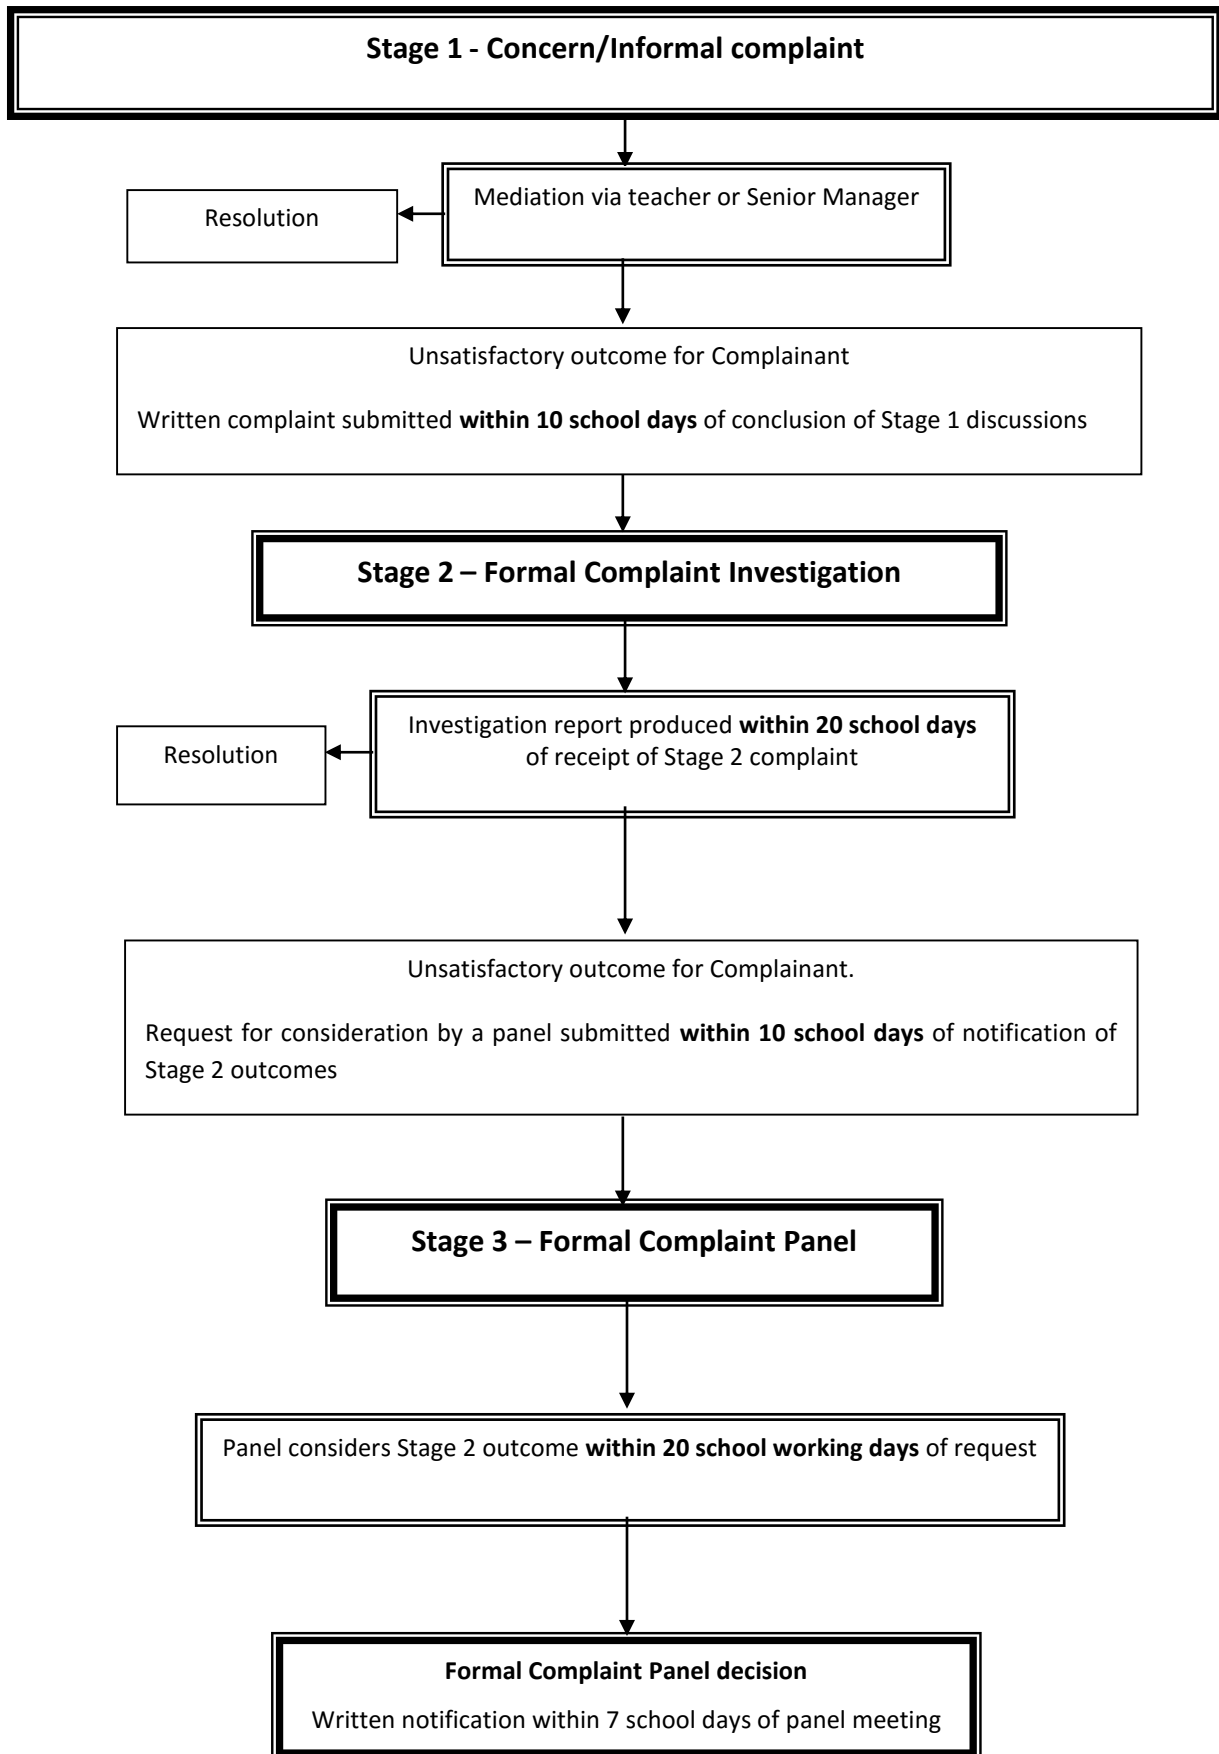 Stage 1 - Concern/Informal complaint
Mediation via teacher or Senior Manager
Resolution
Unsatisfactory outcome for Complainant
Written complaint submitted within 10 school days of conclusion of Stage 1 discussions
Stage 2 – Formal Complaint Investigation
Investigation report produced within 20 school days
of receipt of Stage 2 complaint
Resolution
Unsatisfactory outcome for Complainant.
Request for consideration by a panel submitted within 10 school days of notification of
Stage 2 outcomes
Stage 3 – Formal Complaint Panel
Panel considers Stage 2 outcome within 20 school working days of request
Formal Complaint Panel decision
Written notification within 7 school days of panel meeting